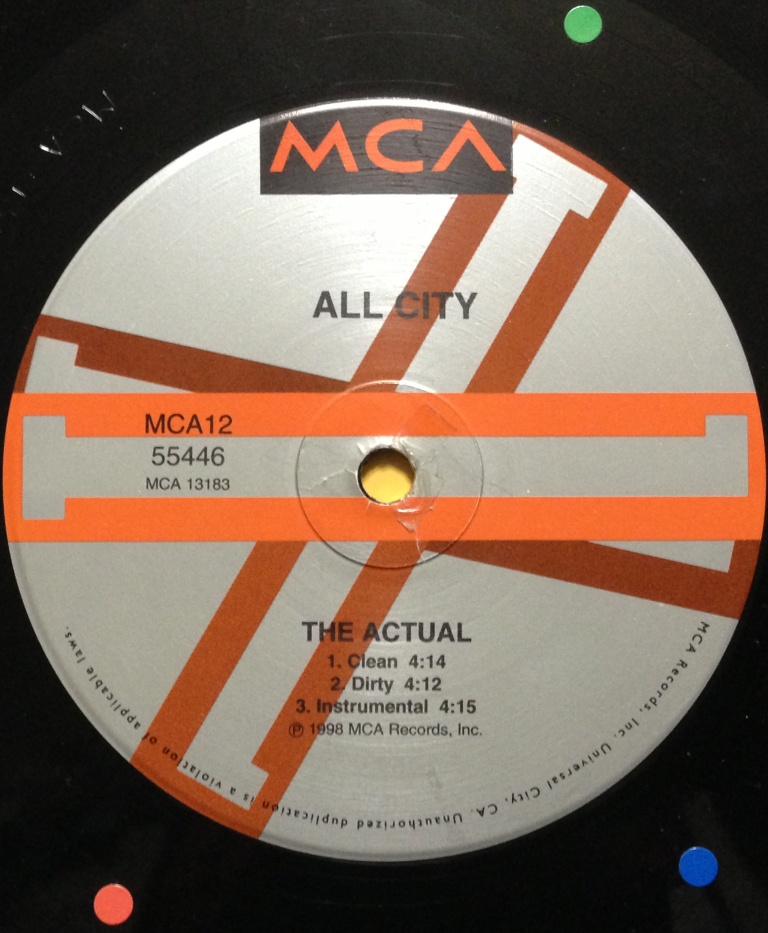 MCA
ALL CITY
MCA12
55446
MCA 13183
THE ACTUAL
1. Clean 4:14
2. Dirty 4:12
3. Instrumental 4:15
℗ 1998 MCA Records, Inc.
MCA Records, Inc. Universal City, CA. Unauthorized duplication is a violation of applicable laws.